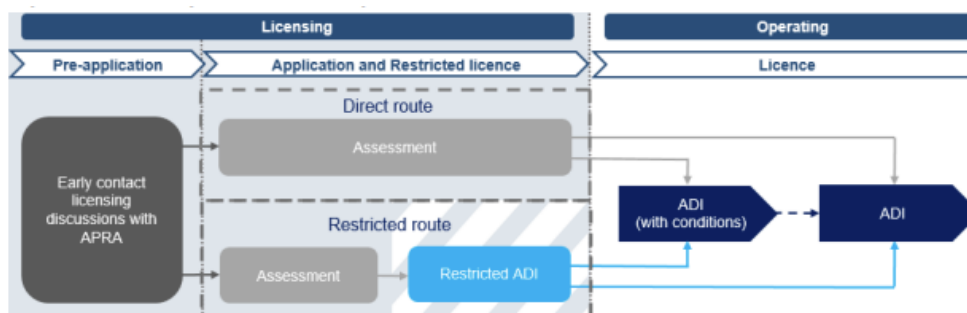 Licensing
Operating
Pre-application
Application and Restricted licence
Licence
Direct route
Assessment
Early contact
licensing
discussions with
APRA
ADI
(with conditions)
ADI
Restricted route
Assessment
Restricted ADI